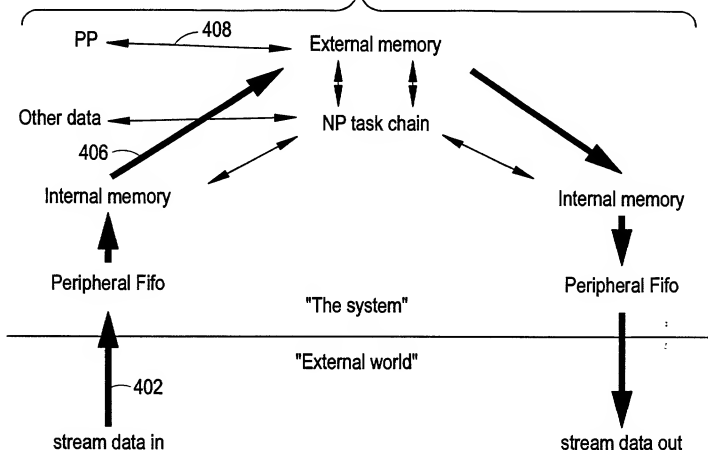 PP
408
External memory
Other data
NP task chain
406
Internal memory
Internal memory
Peripheral Fifo
Peripheral Fifo
"The system"
"External world"
402
stream data in
stream data out